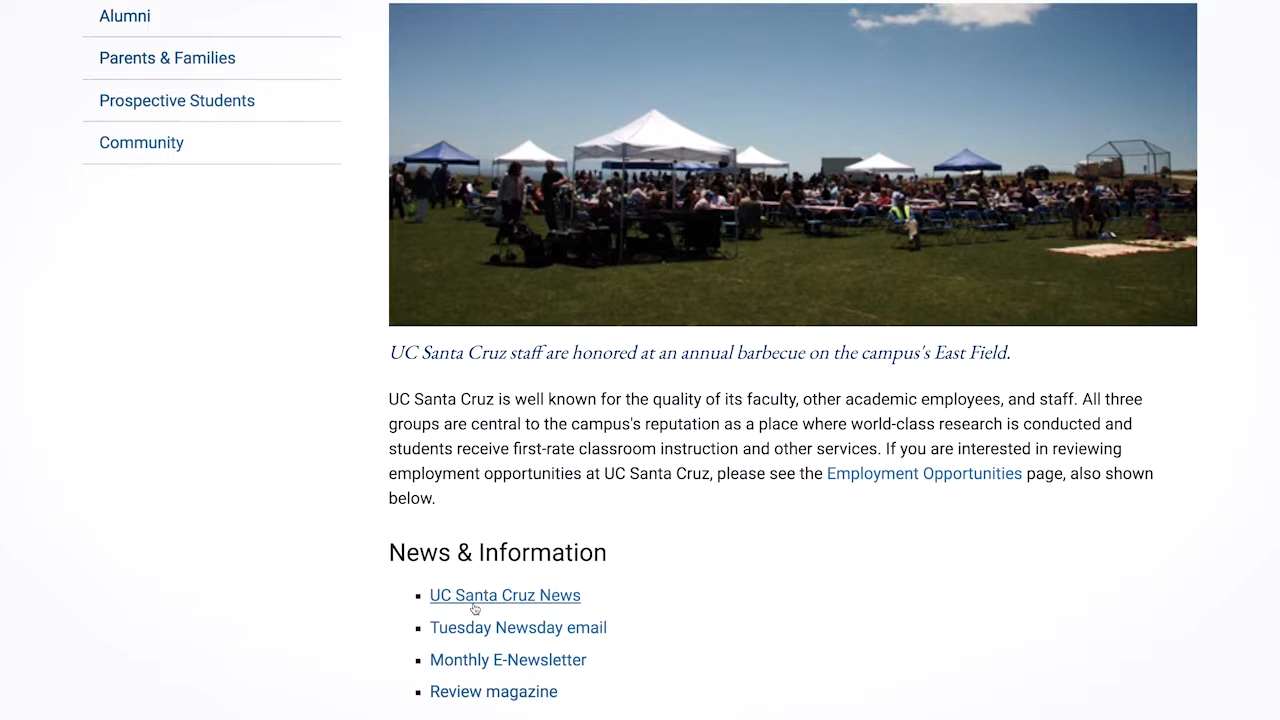 Alumni
Parents & Families
Prospective Students
Community
UC Santa Cruz staff are honored at an annual barbecue on the campus's East Field.
UC Santa Cruz is well known for the quality of its faculty, other academic employees, and staff. All three
groups are central to the campus's reputation as a place where world-class research is conducted and
students receive first-rate classroom instruction and other services. If you are interested in reviewing
employment opportunities at UC Santa Cruz, please see the Employment Opportunities page, also shown
below.
News & Information
UC Santa Cruz News
Tuesday Newsday email
Monthly E-Newsletter
Review magazine